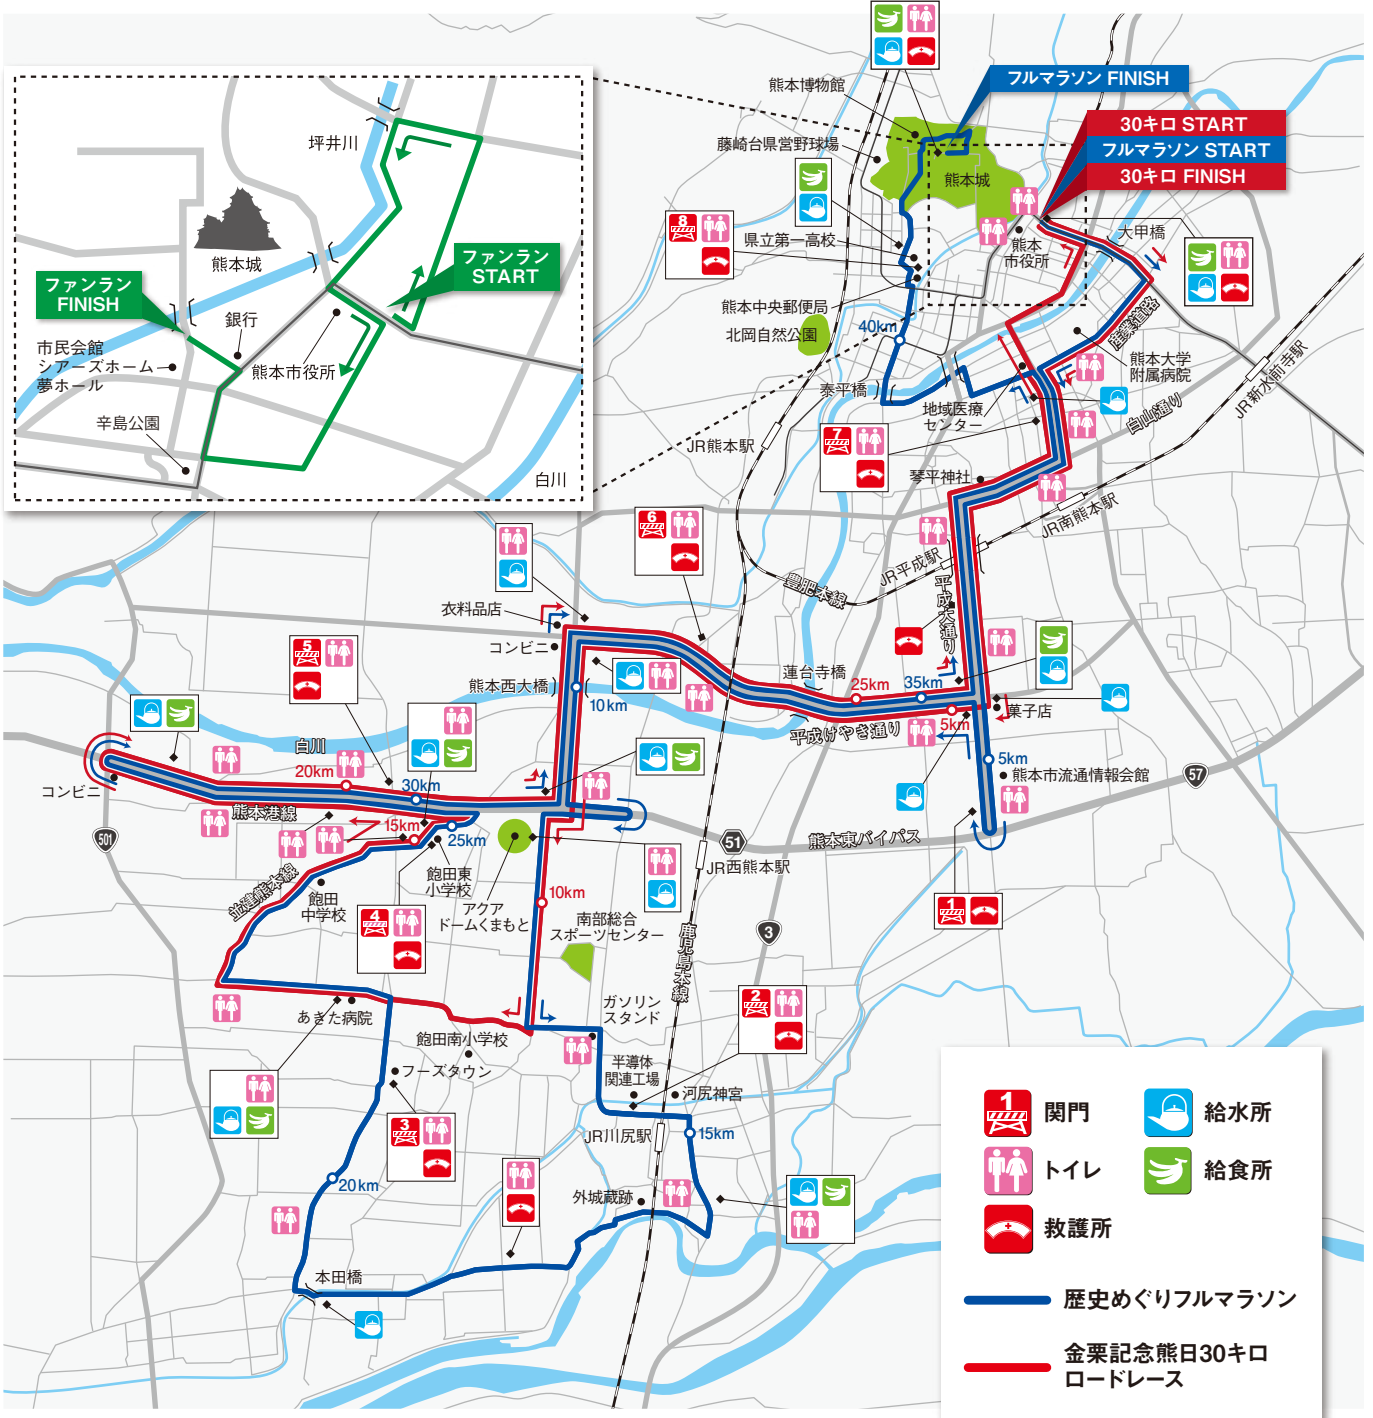 坪井川
熊本城
ファンラン
FINISH
ファンラン
START
銀行
市民会館
シアーズホーム
夢ホール
熊本市役所
辛島公園
白川
熊本博物館
フルマラソン FINISH
30キロ START
フルマラソン START
30キロ FINISH
藤崎台県営野球場
熊本城
8
県立第一高校
熊本
市役所
大甲橋
熊本中央郵便局
北岡自然公園
40km
産業道路
熊本大学
附属病院
JR新水前寺駅
泰平橋
地域医療
センター
白山通り
7
JR熊本駅
琴平神社
JR南熊本駅
6
JR平成駅
豊肥本線
平成大通り
衣料品店
コンビニ
5
熊本西大橋
10km
蓮台寺橋
25km
35km
5km
菓子店
平成けやき通り
白川
20km
30km
5km
熊本市流通情報会館
57
コンビニ
熊本港線
15km
25km
501
51
熊本東バイパス
JR西熊本駅
飽田東
小学校
並建熊本線
飽田
中学校
アクア
ドームくまもと
10km
4
1
南部総合
スポーツセンター
3
鹿児島本線
2
あきた病院
ガソリン
スタンド
飽田南小学校
フーズタウン
半導体
関連工場
河尻神宮
3
JR川尻駅
15km
20km
外城蔵跡
本田橋
1
関門
給水所
トイレ
給食所
救護所
歴史めぐりフルマラソン
金栗記念熊日30キロ
ロードレース